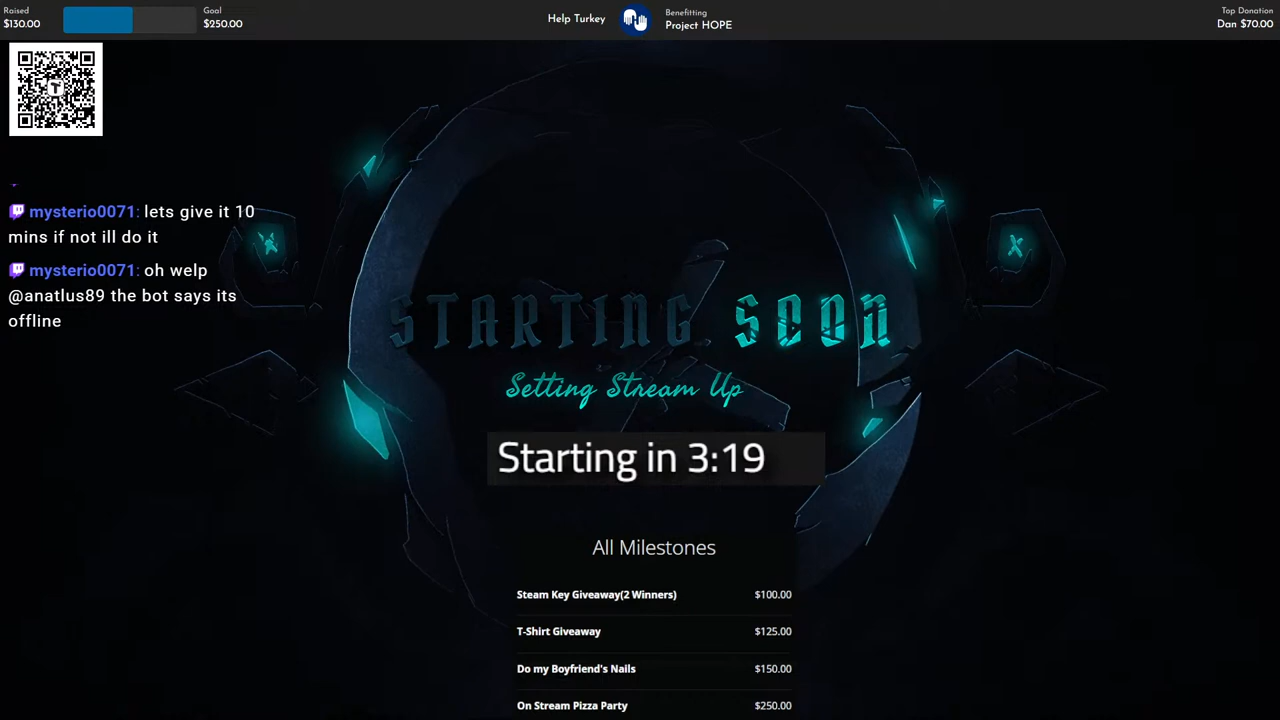 Raised
$130.00
Goal
$250.00
Help Turkey
Benefitting
Project HOPE
Top Donation
Dan $70.00
T
mysterio0071: lets give it 10
mins if not ill do it
mysterio0071: oh welp
@anatlus89 the bot says its
offline
STARTING SOON
Setting Stream Up
Starting in 3:19
All Milestones
Steam Key Giveaway(2 Winners) $100.00
T-Shirt Giveaway $125.00
Do my Boyfriend's Nails $150.00
On Stream Pizza Party $250.00